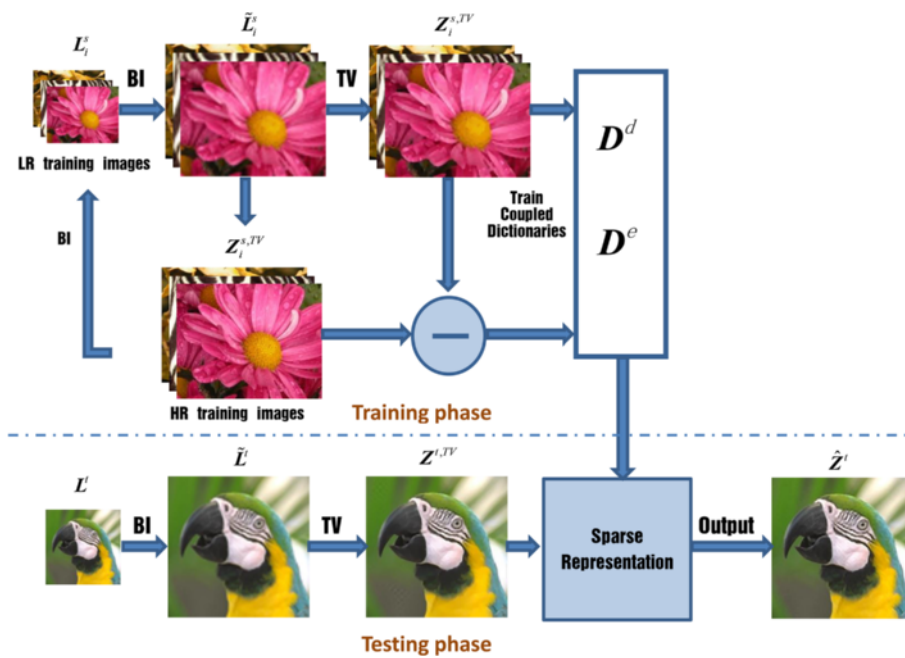 L_i^s
L̃_i^s
Z_i^{s,TV}
BI
TV
LR training images
BI
Z_i^{s,TV}
Train
Coupled
Dictionaries
D^d
D^e
HR training images
Training phase
L^t
L̃^t
Z^{t,TV}
Ẑ^t
BI
TV
Sparse
Representation
Output
Testing phase